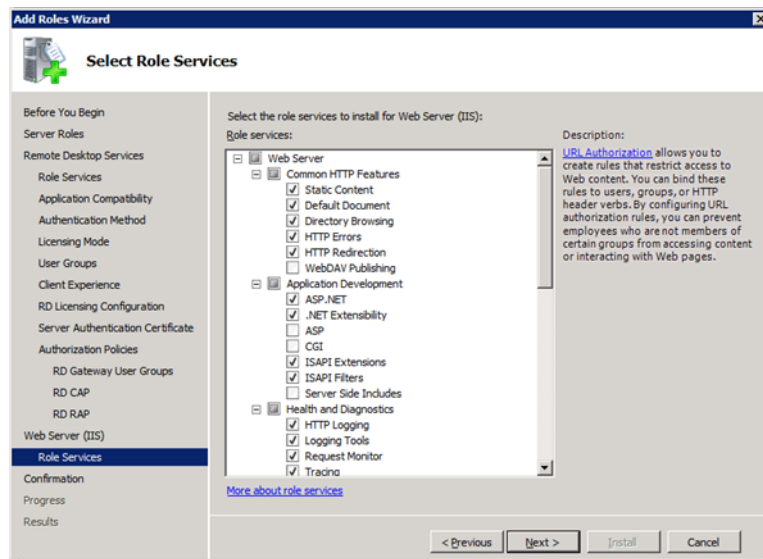 Add Roles Wizard
Select Role Services
Before You Begin
Server Roles
Remote Desktop Services
Role Services
Application Compatibility
Authentication Method
Licensing Mode
User Groups
Client Experience
RD Licensing Configuration
Server Authentication Certificate
Authorization Policies
RD Gateway User Groups
RD CAP
RD RAP
Web Server (IIS)
Role Services
Confirmation
Progress
Results
Select the role services to install for Web Server (IIS):
Role services:
Web Server
Common HTTP Features
Static Content
Default Document
Directory Browsing
HTTP Errors
HTTP Redirection
WebDAV Publishing
Application Development
ASP.NET
.NET Extensibility
ASP
CGI
ISAPI Extensions
ISAPI Filters
Server Side Includes
Health and Diagnostics
HTTP Logging
Logging Tools
Request Monitor
Tracing
More about role services
Description:
URL Authorization allows you to
create rules that restrict access to
Web content. You can bind these
rules to users, groups, or HTTP
header verbs. By configuring URL
authorization rules, you can prevent
employees who are not members of
certain groups from accessing content
or interacting with Web pages.
< Previous
Next >
Install
Cancel